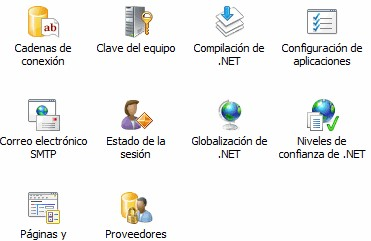 ab
Cadenas de conexión
Clave del equipo
Compilación de .NET
Configuración de aplicaciones
Correo electrónico SMTP
Estado de la sesión
Globalización de .NET
Niveles de confianza de .NET
Páginas y
Proveedores